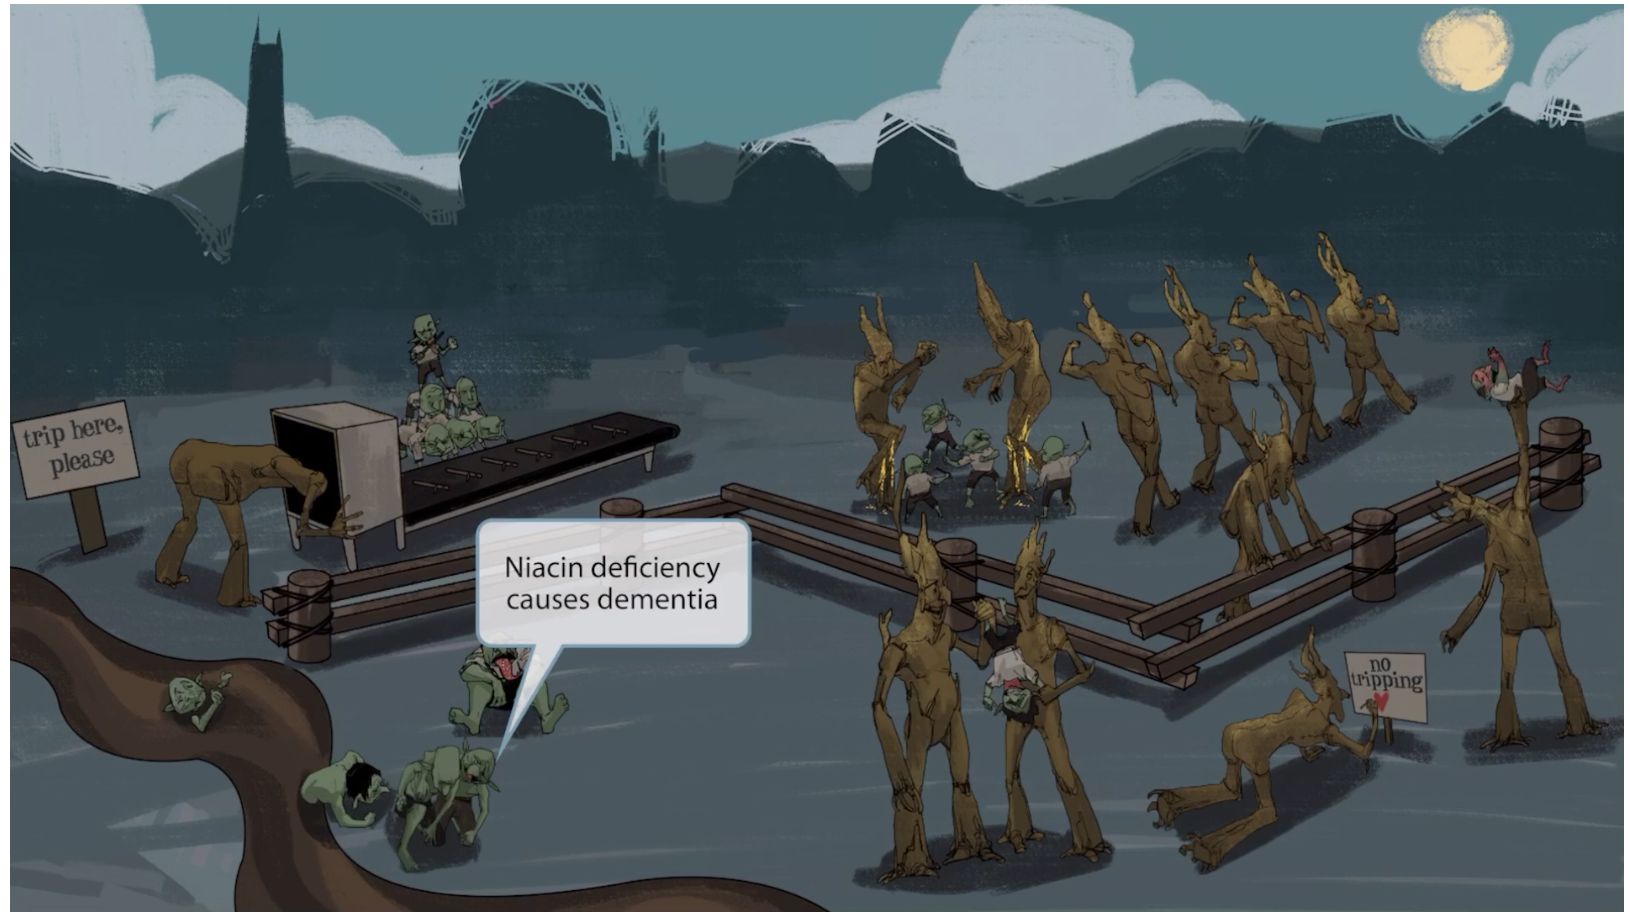 trip here,
please
Niacin deficiency
causes dementia
no
tripping